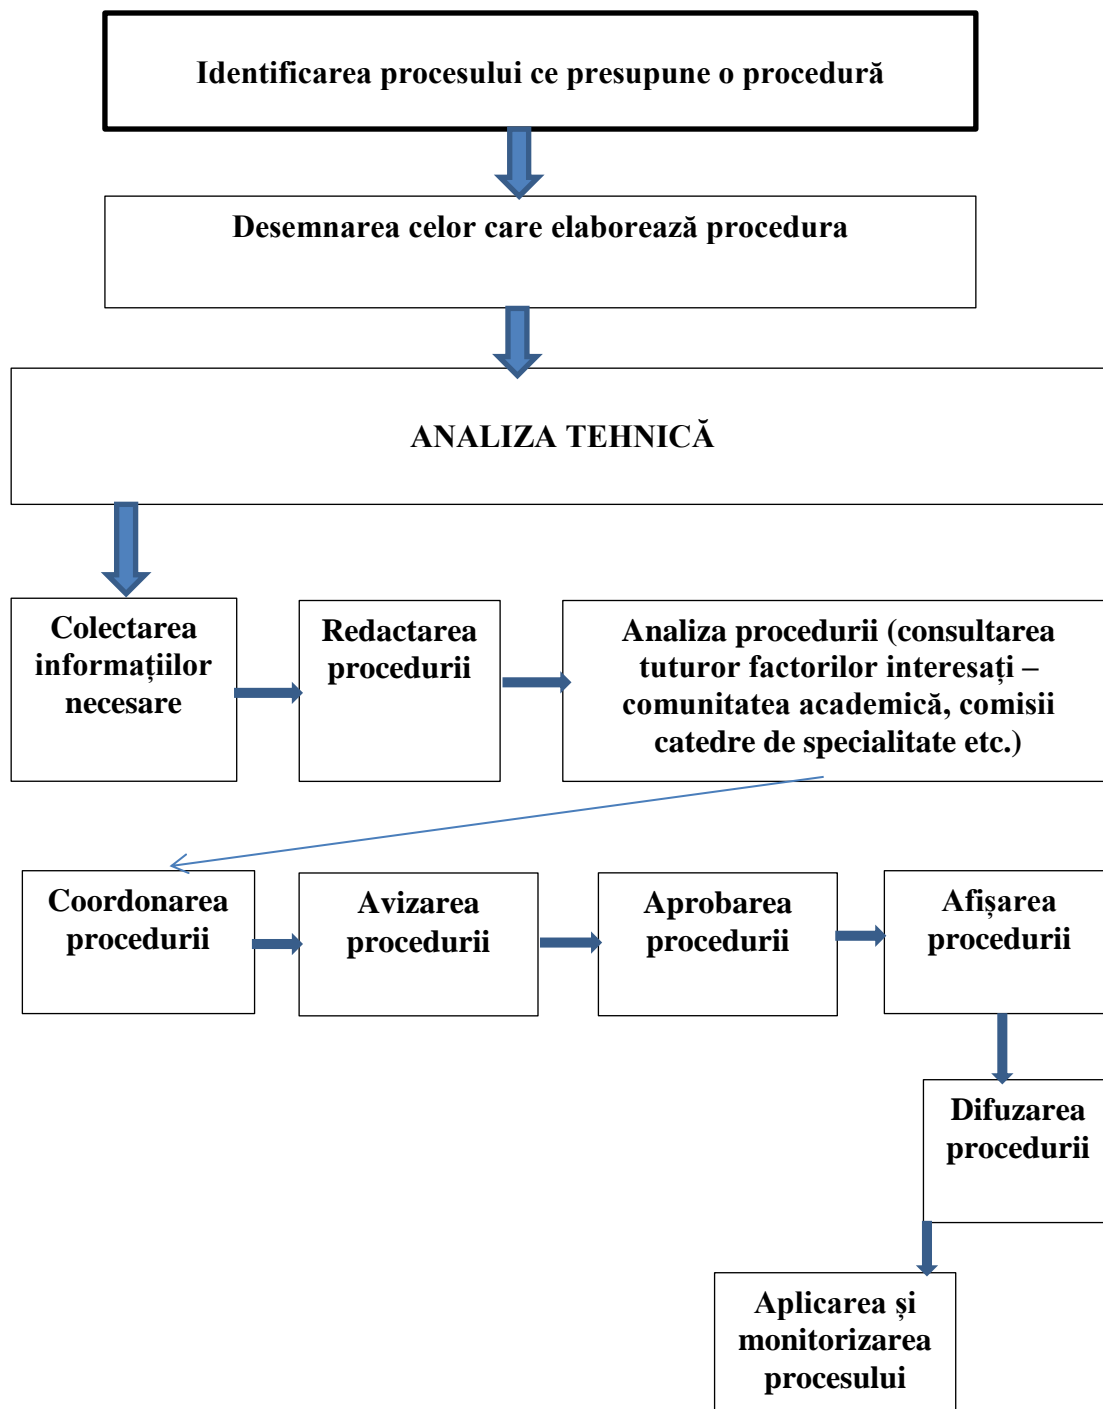 Identificarea procesului ce presupune o procedură
Desemnarea celor care elaborează procedura
ANALIZA TEHNICĂ
Colectarea
informațiilor
necesare
Redactarea
procedurii
Analiza procedurii (consultarea
tuturor factorilor interesați –
comunitatea academică, comisii
catedre de specialitate etc.)
Coordonarea
procedurii
Avizarea
procedurii
Aprobarea
procedurii
Afișarea
procedurii
Difuzarea
procedurii
Aplicarea și
monitorizarea
procesului